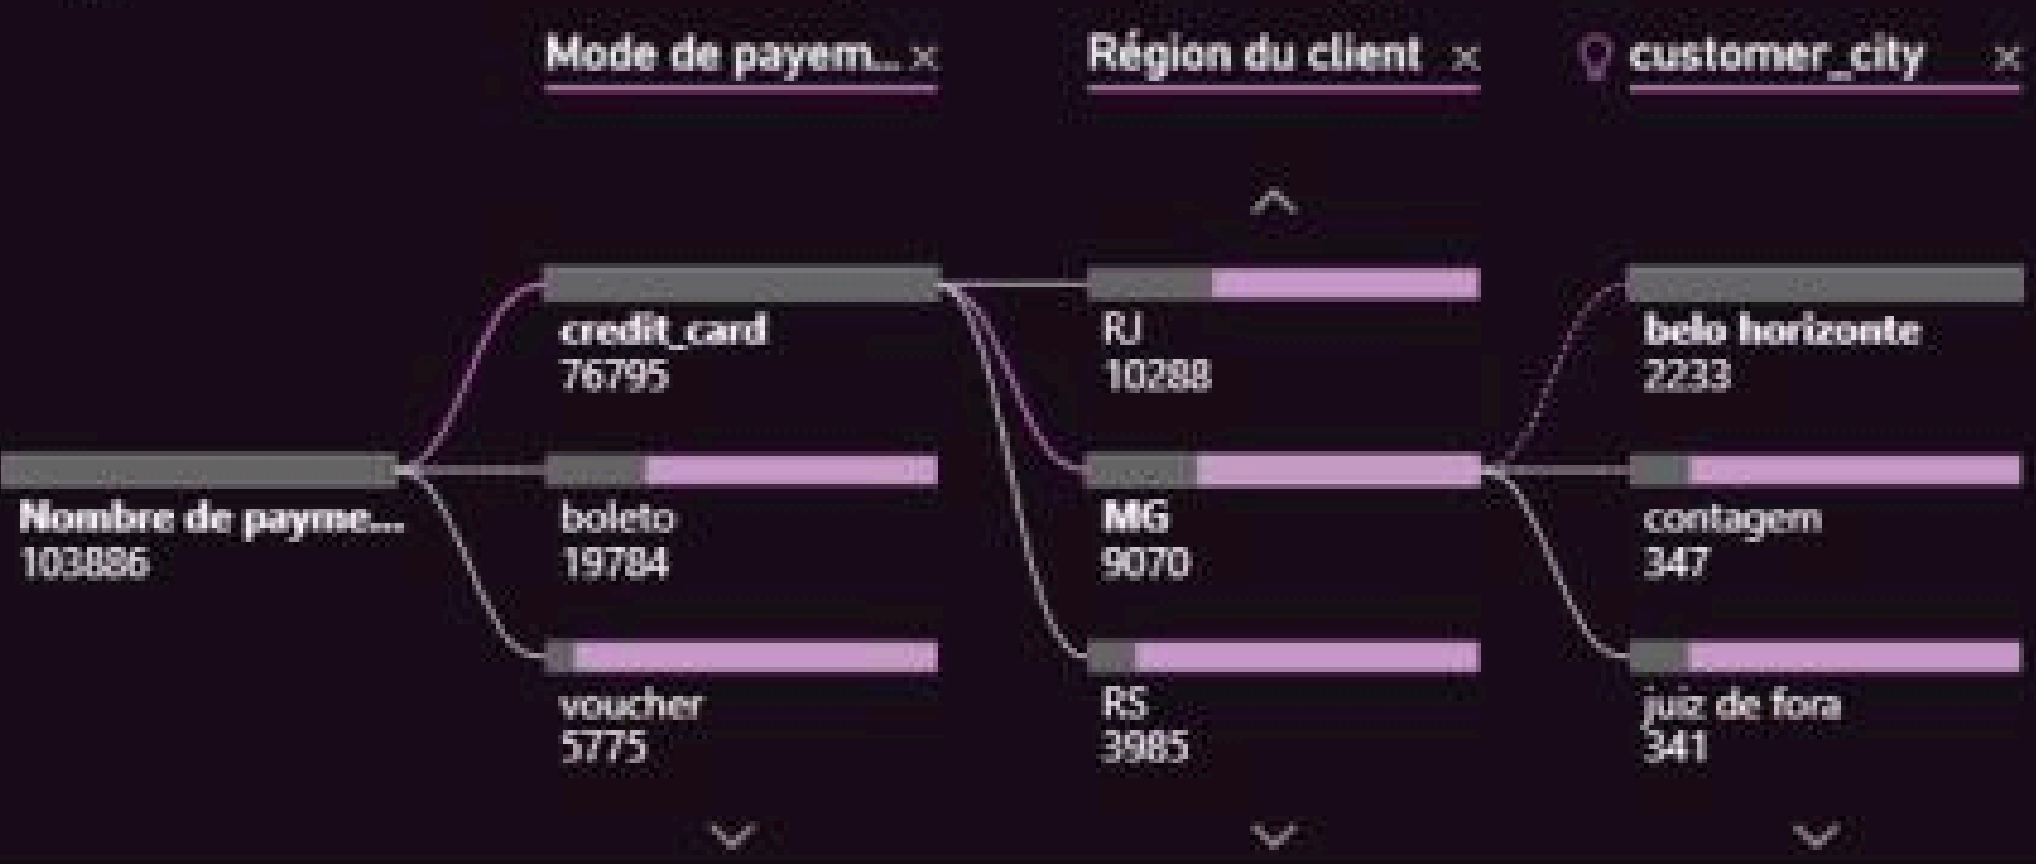 Mode de payem... ×
Région du client ×
customer_city ×
credit_card
76795
RJ
10288
belo horizonte
2233
Nombre de payme...
103886
boleto
19784
MG
9070
contagem
347
voucher
5775
RS
3985
juiz de fora
341